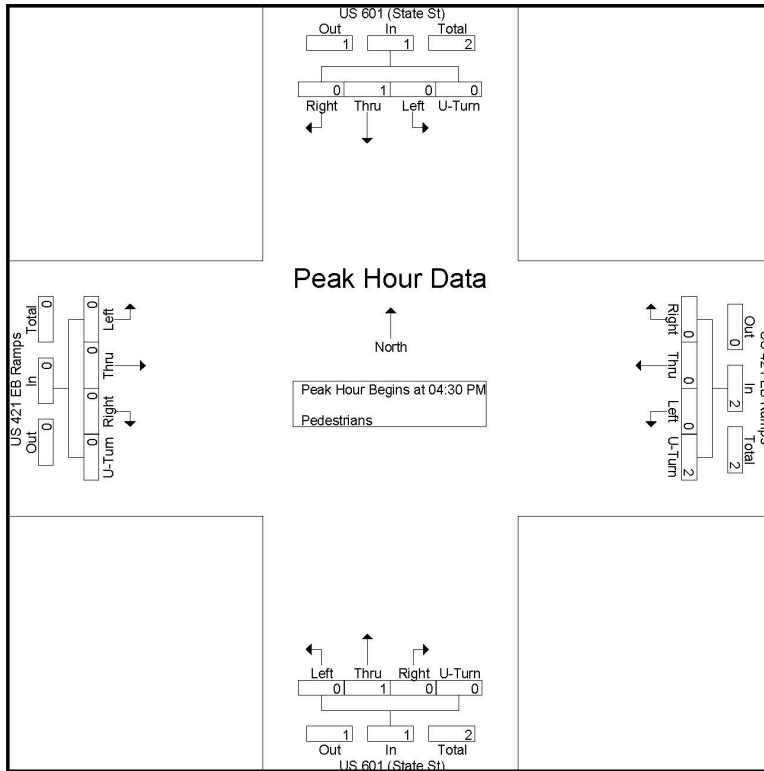 US 601 (State St)
Out In Total
1 1 2
0 1 0 0
Right Thru Left U-Turn
Peak Hour Data
North
Peak Hour Begins at 04:30 PM
Pedestrians
US 421 EB Ramps
Out In Total
0 0 0
0 0 0 0
Left Thru Right U-Turn
US 421 EB Ramps
Out In Total
0 2 2
0 0 0 2
Right Thru Left U-Turn
Left Thru Right U-Turn
0 1 0 0
1 1 2
Out In Total
US 601 (State St)